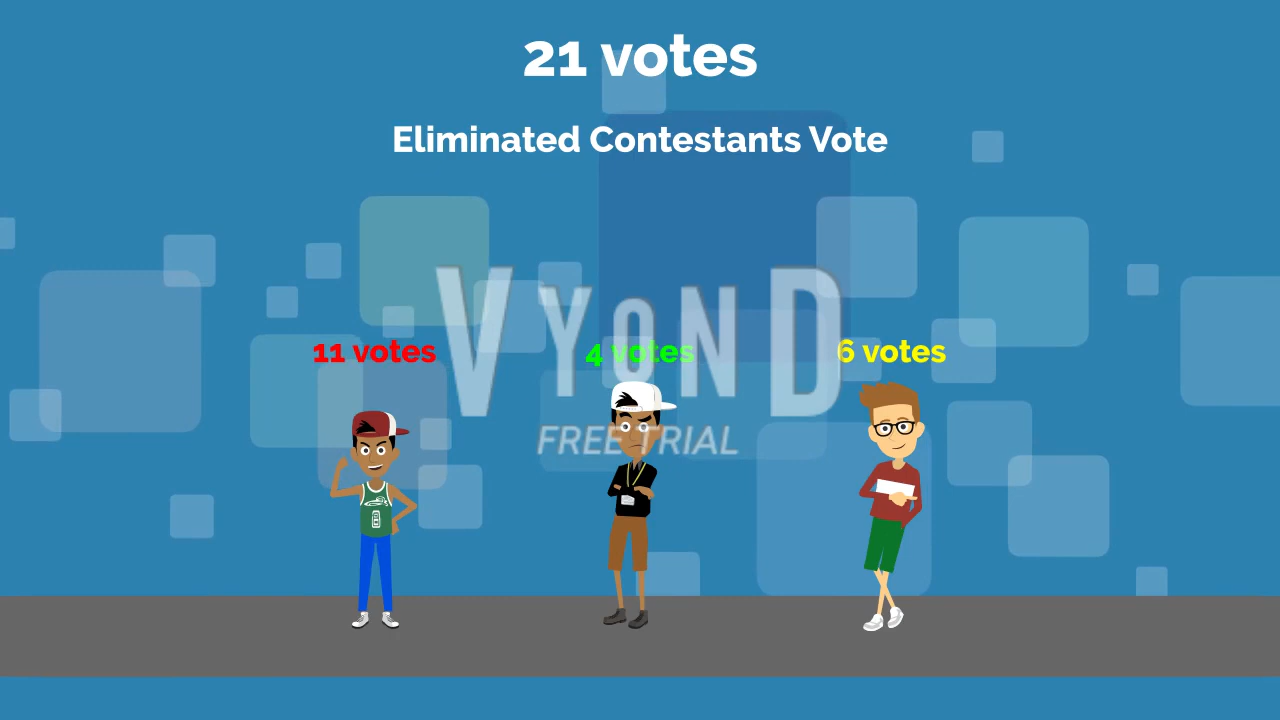 21 votes
Eliminated Contestants Vote
VYOND
11 votes
4 votes
6 votes
FREE TRIAL